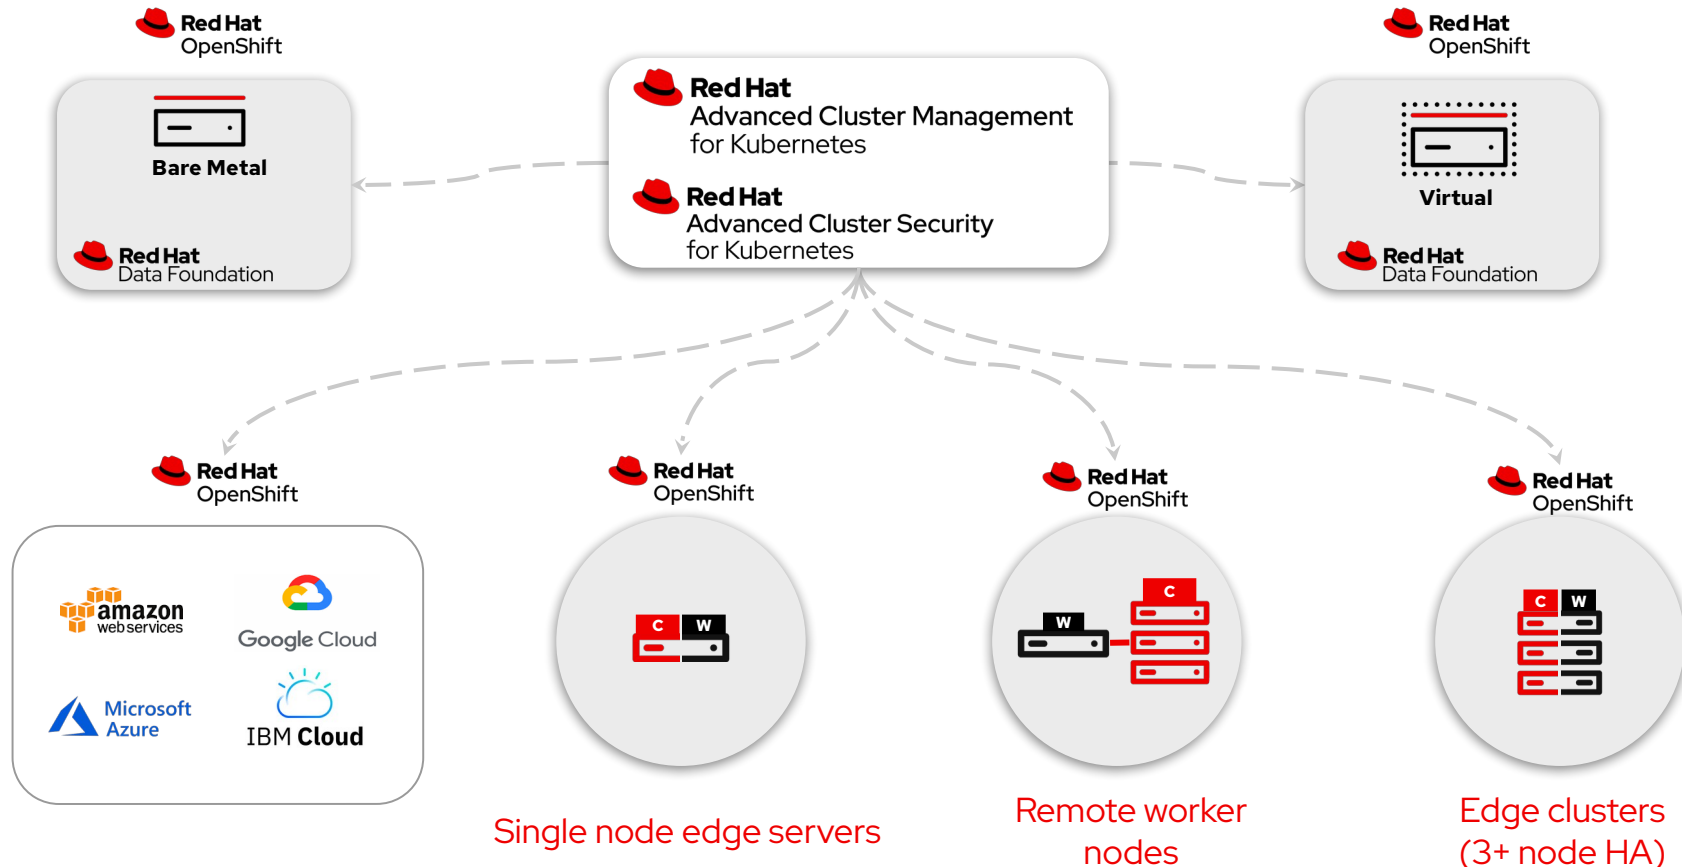 Red Hat
OpenShift
Bare Metal
Red Hat
Data Foundation
Red Hat
Advanced Cluster Management
for Kubernetes
Red Hat
Advanced Cluster Security
for Kubernetes
Red Hat
OpenShift
Virtual
Red Hat
Data Foundation
Red Hat
OpenShift
amazon
web services
Google Cloud
Microsoft
Azure
IBM Cloud
Red Hat
OpenShift
C W
Single node edge servers
Red Hat
OpenShift
C
W
Remote worker
nodes
Red Hat
OpenShift
C W
Edge clusters
(3+ node HA)